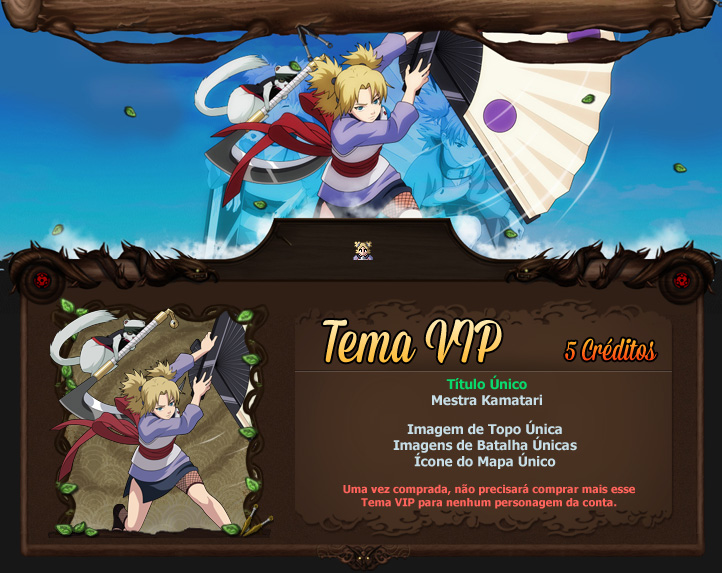 Tema VIP
5 Créditos
Título Único
Mestra Kamatari
Imagem de Topo Única
Imagens de Batalha Únicas
Ícone do Mapa Único
Uma vez comprada, não precisará comprar mais esse
Tema VIP para nenhum personagem da conta.